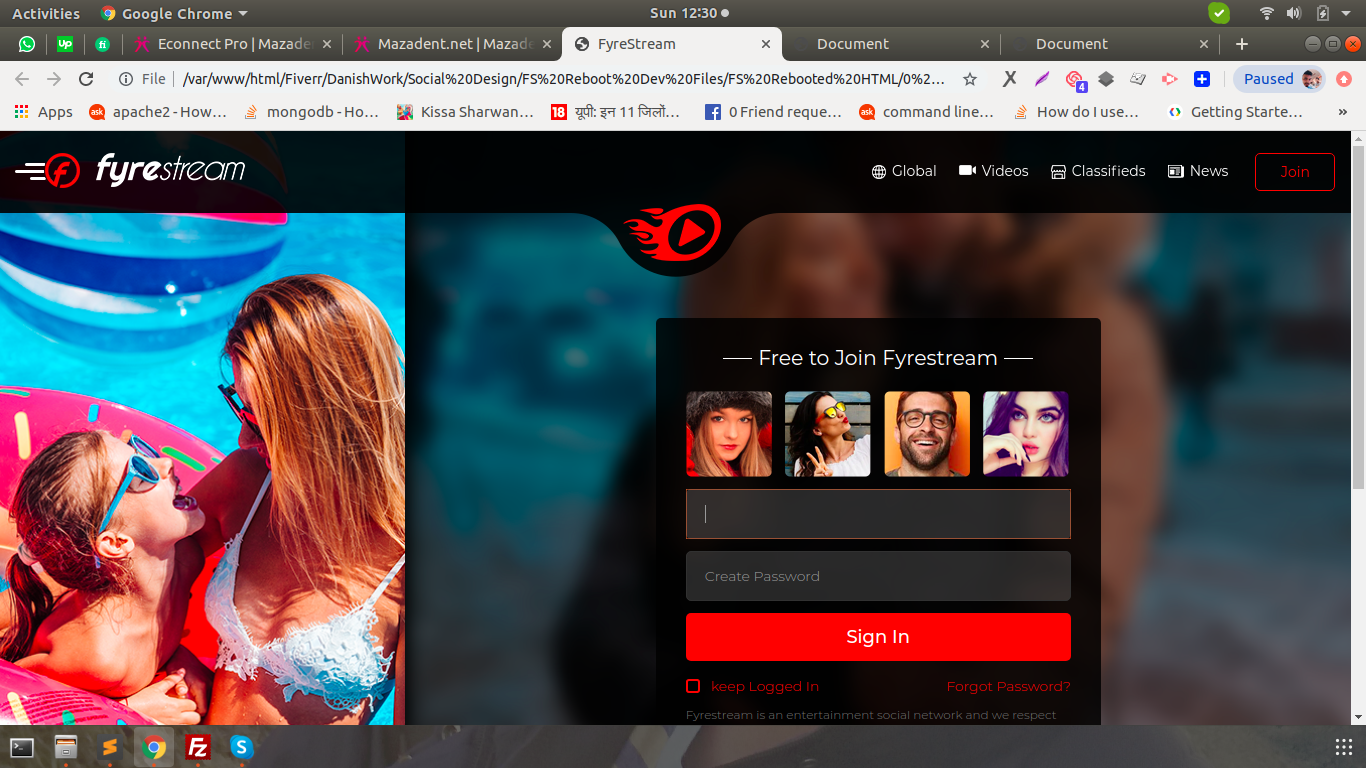 Activities Google Chrome Sun 12:30
Econnect Pro | Mazade Mazadent.net | Mazade FyreStream Document Document
File /var/www/html/Fiverr/DanishWork/Social%20Design/FS%20Reboot%20Dev%20Files/FS%20Rebooted%20HTML/0%2... 4 Paused
Apps apache2 - How... mongodb - Ho... Kissa Sharwan... यूपी: इन 11 जिलों... 0 Friend reque... command line... How do I use... Getting Starte... »
fyrestream Global Videos Classifieds News Join
Free to Join Fyrestream
Create Password
Sign In
keep Logged In Forgot Password?
Fyrestream is an entertainment social network and we respect